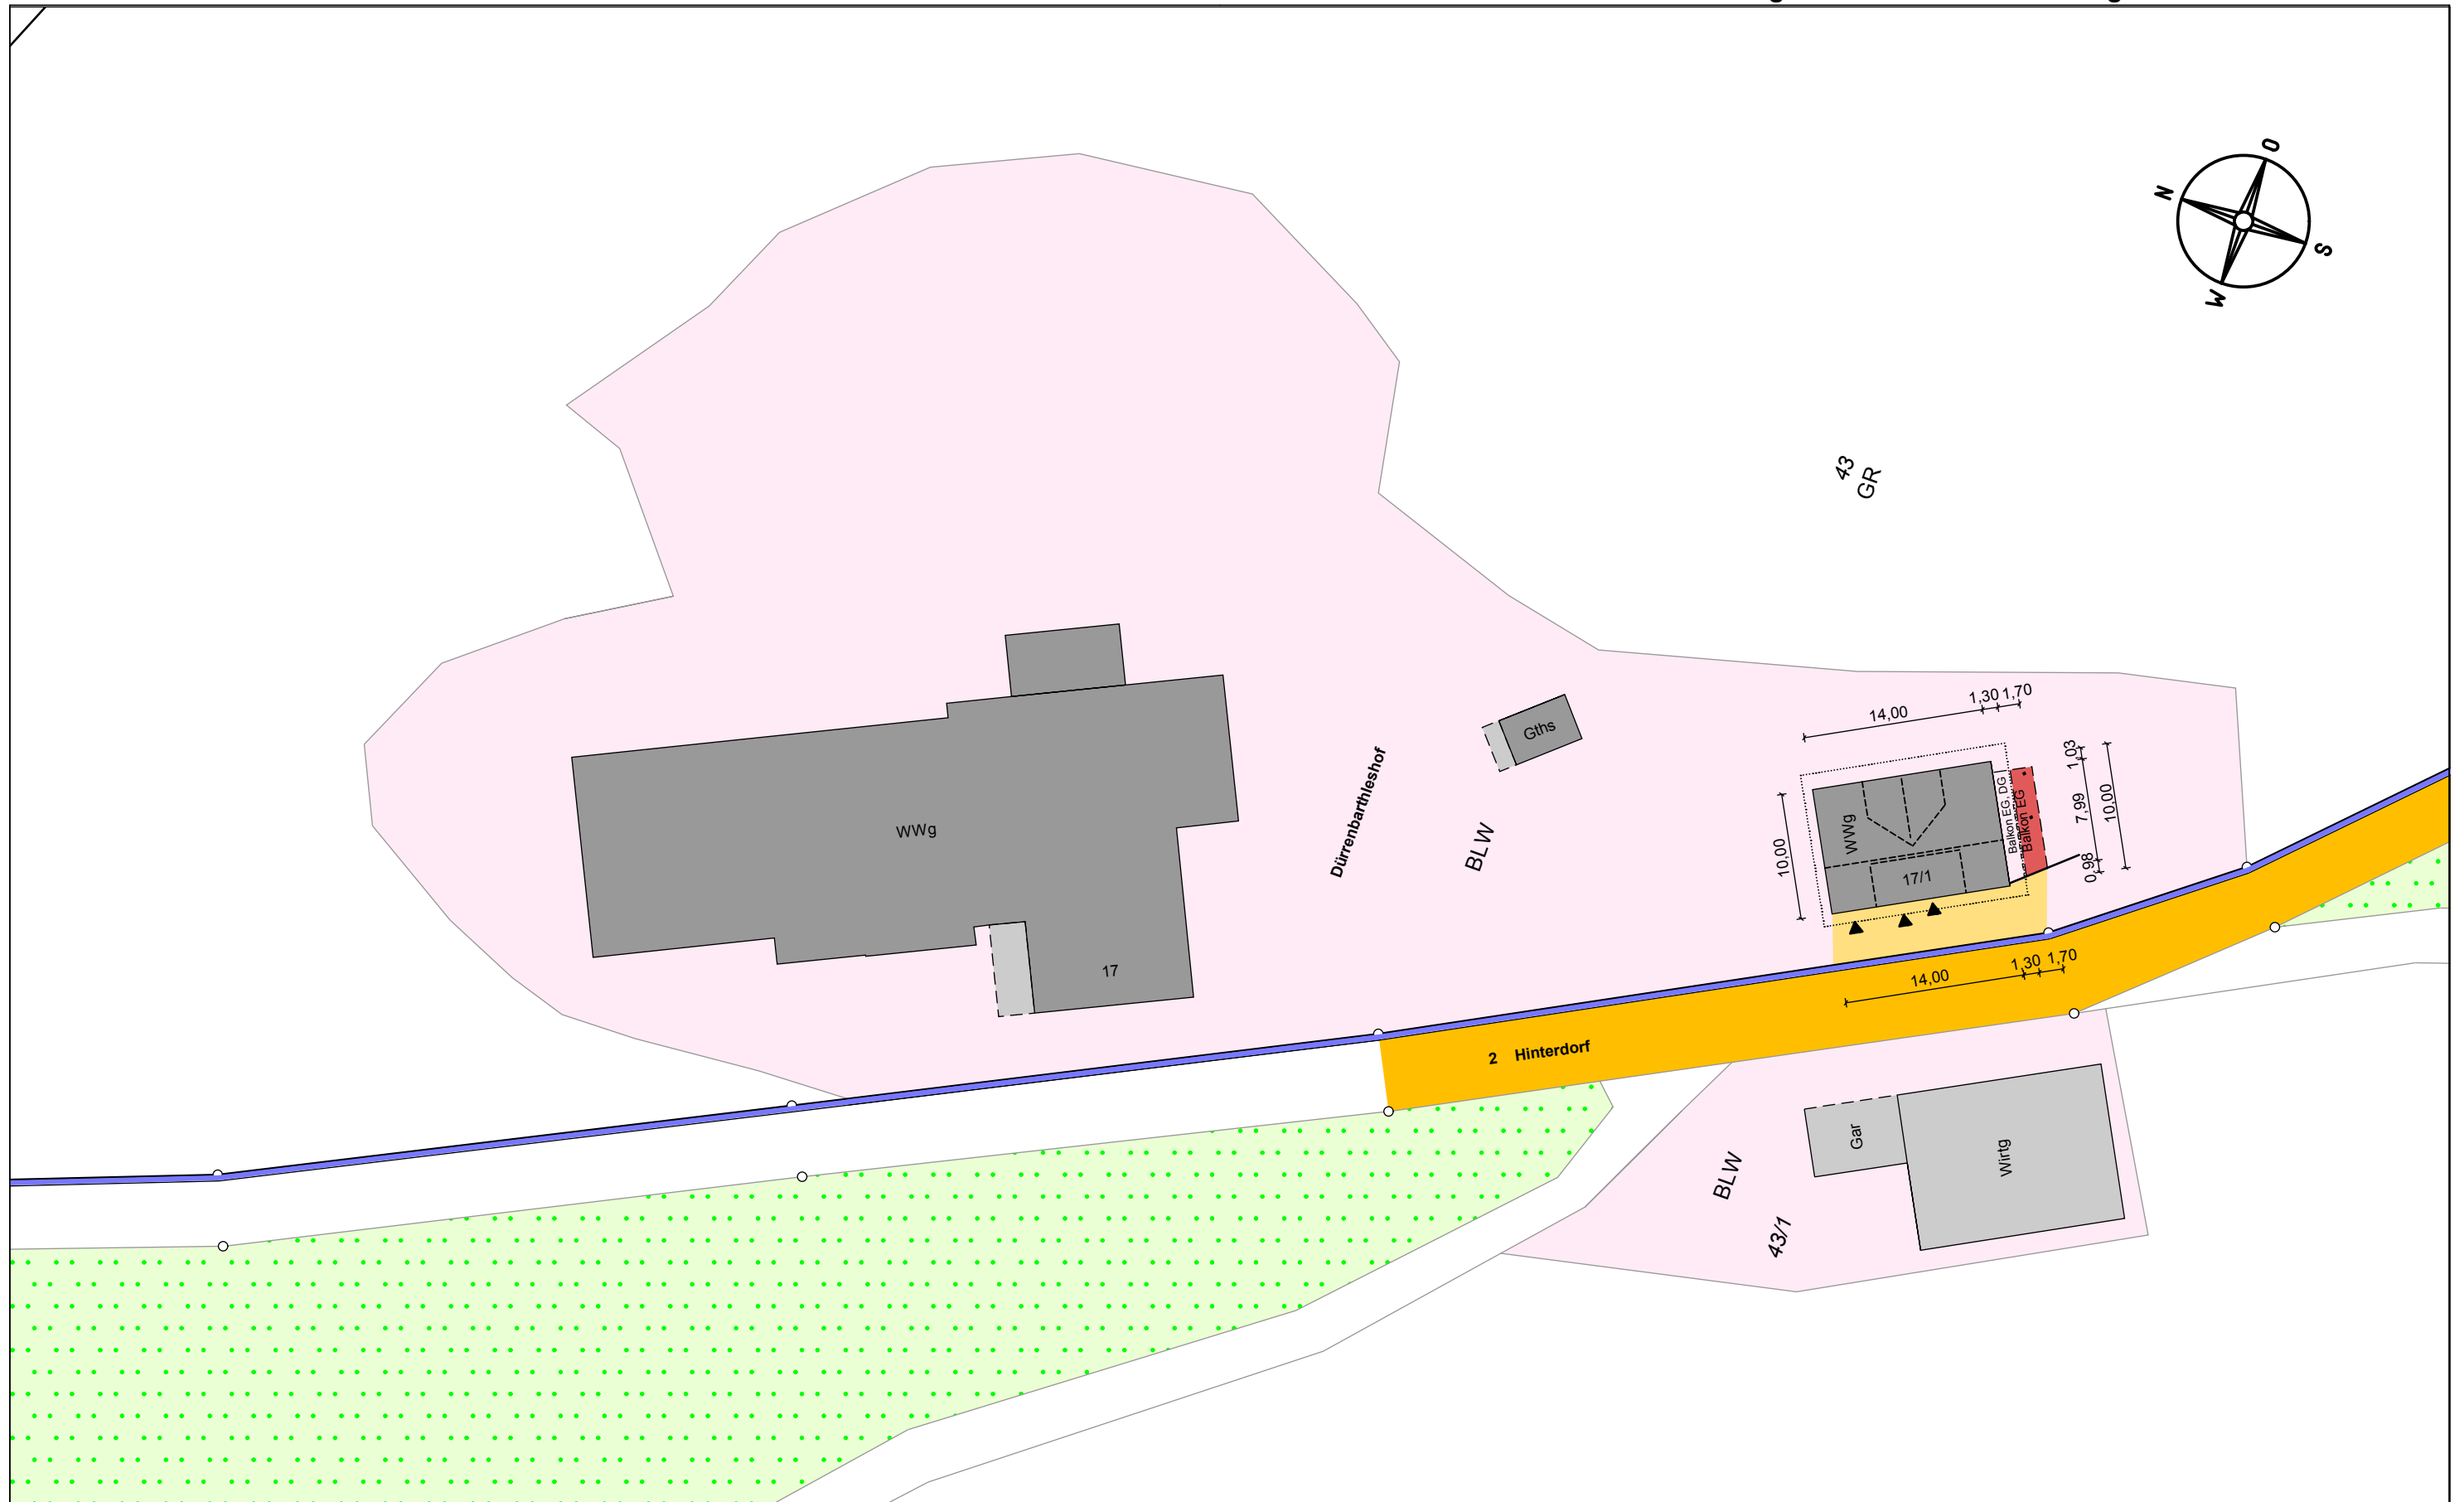 O
N
S
W
43
GR
14,00
1,30
1,70
Gths
1,03
7,99
10,00
0,98
10,00
WWg
Balkon EG, DG
Balkon EG
17/1
WWg
17
Dürrenbarthleshof
BLW
14,00
1,30
1,70
2 Hinterdorf
Gar
Wirtg
BLW
43/1